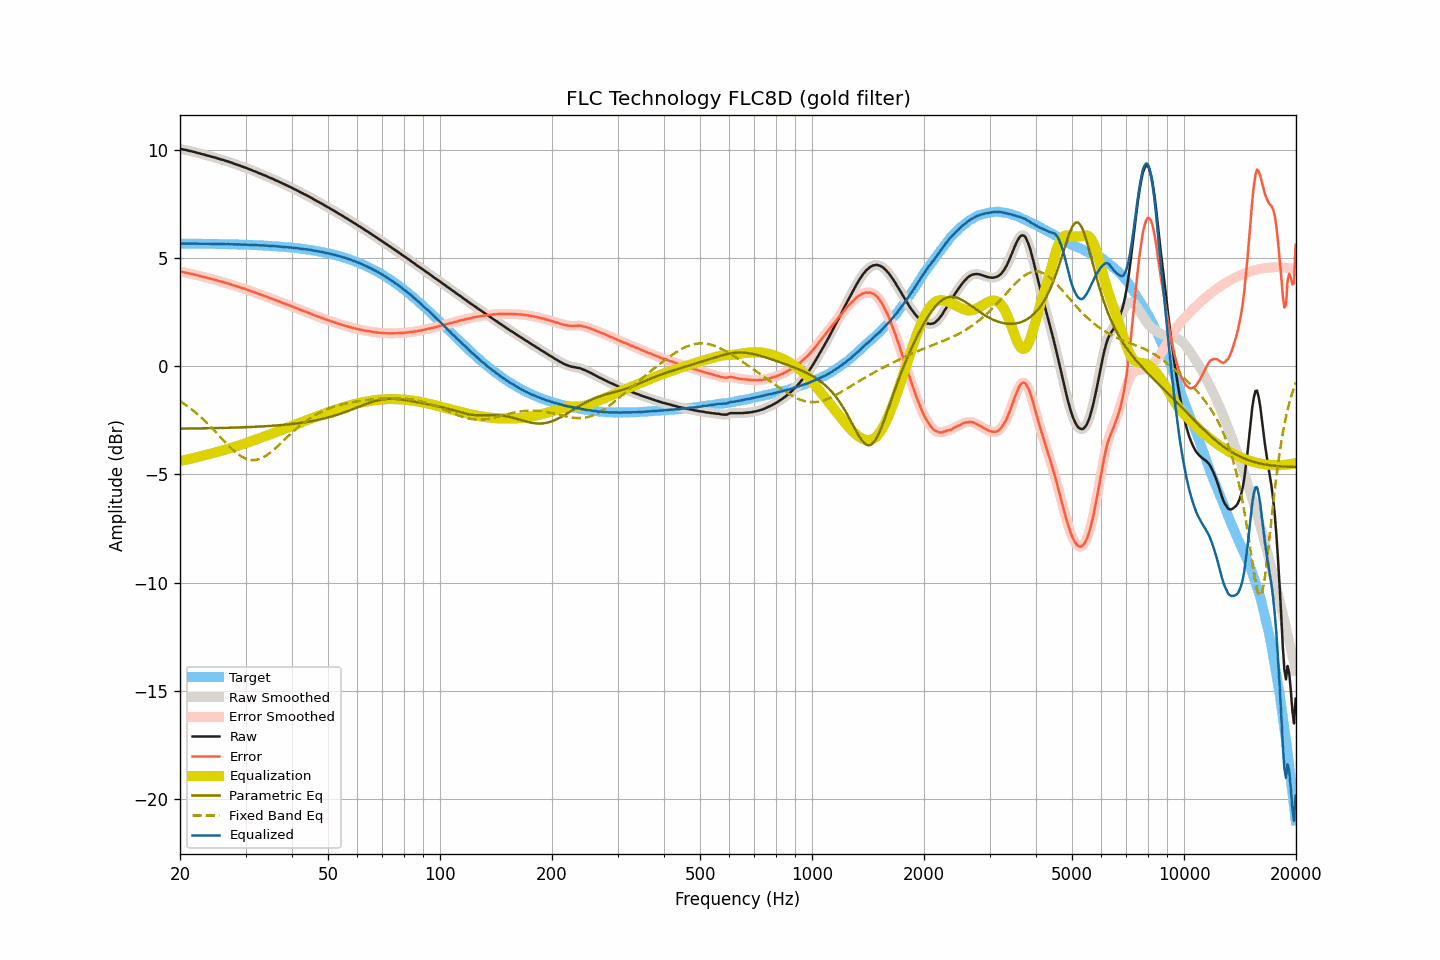 FLC Technology FLC8D (gold filter)
10
5
0
−5
−10
−15
−20
Amplitude (dBr)
Target
Raw Smoothed
Error Smoothed
Raw
Error
Equalization
Parametric Eq
Fixed Band Eq
Equalized
20 50 100 200 500 1000 2000 5000 10000 20000
Frequency (Hz)